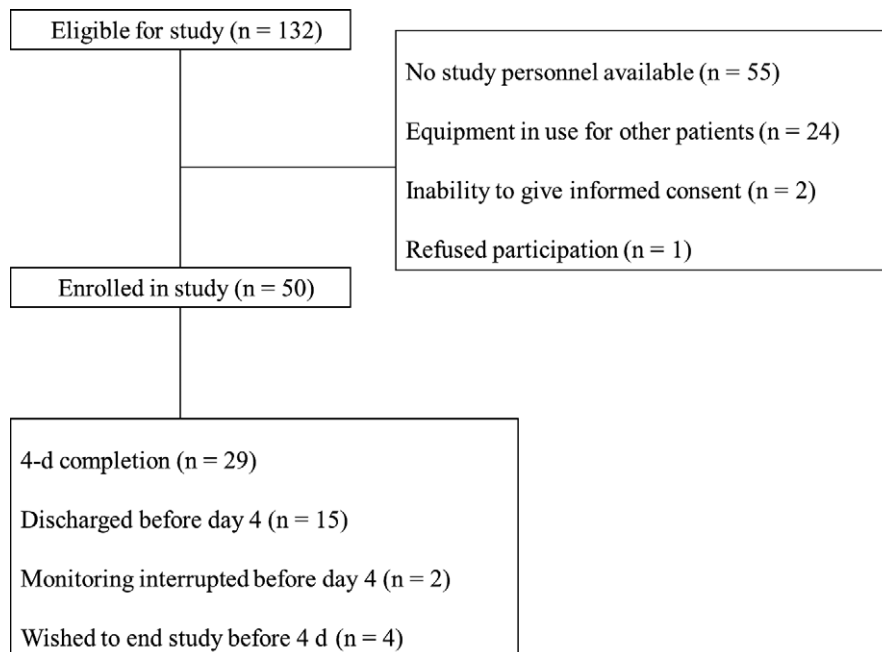 Eligible for study (n = 132)
No study personnel available (n = 55)
Equipment in use for other patients (n = 24)
Inability to give informed consent (n = 2)
Refused participation (n = 1)
Enrolled in study (n = 50)
4-d completion (n = 29)
Discharged before day 4 (n = 15)
Monitoring interrupted before day 4 (n = 2)
Wished to end study before 4 d (n = 4)